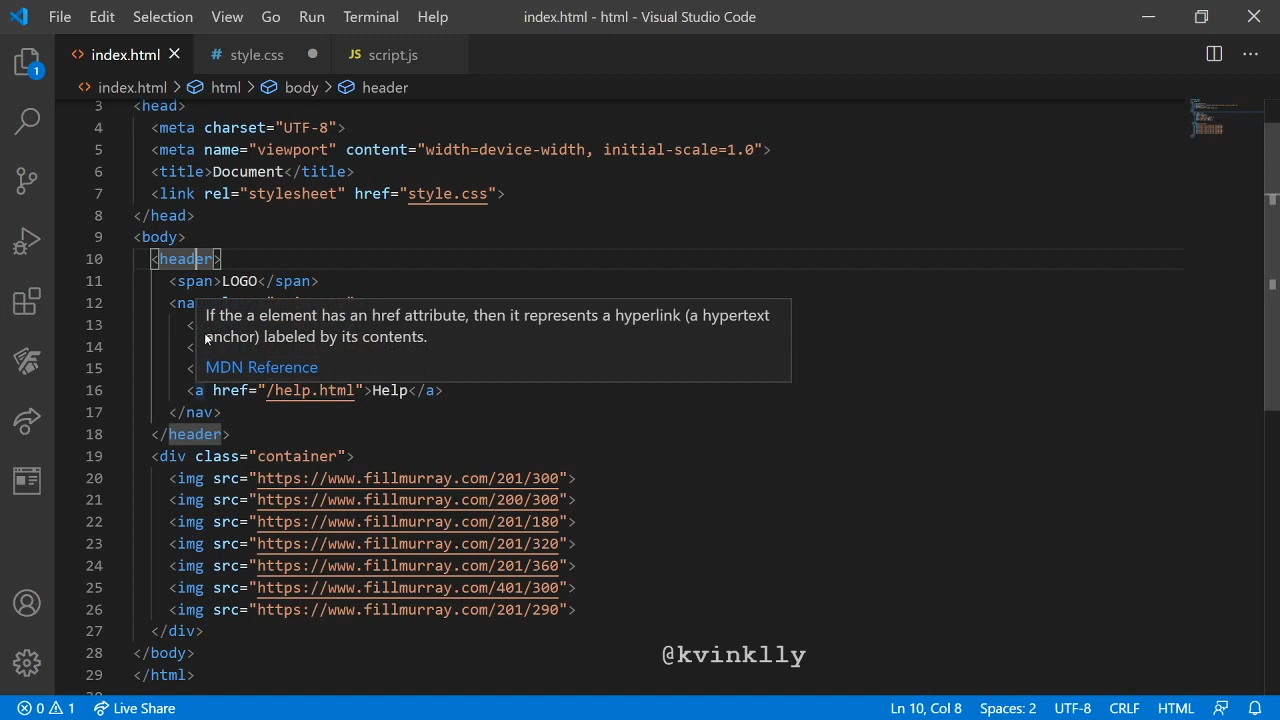 File Edit Selection View Go Run Terminal Help index.html - html - Visual Studio Code
1
<> index.html × # style.css ● JS script.js ···
<> index.html > html > body > header
3 <head>
4 <meta charset="UTF-8">
5 <meta name="viewport" content="width=device-width, initial-scale=1.0">
6 <title>Document</title>
7 <link rel="stylesheet" href="style.css">
8 </head>
9 <body>
10 <header>
11 <span>LOGO</span>
12 <na
If the a element has an href attribute, then it represents a hyperlink (a hypertext
13 <
anchor) labeled by its contents.
14 <
15 <
MDN Reference
16 <a href="/help.html">Help</a>
17 </nav>
18 </header>
19 <div class="container">
20 <img src="https://www.fillmurray.com/201/300">
21 <img src="https://www.fillmurray.com/200/300">
22 <img src="https://www.fillmurray.com/201/180">
23 <img src="https://www.fillmurray.com/201/320">
24 <img src="https://www.fillmurray.com/201/360">
25 <img src="https://www.fillmurray.com/401/300">
26 <img src="https://www.fillmurray.com/201/290">
27 </div>
28 </body>
29 </html>
@kvinklly
0 1 Live Share Ln 10, Col 8 Spaces: 2 UTF-8 CRLF HTML